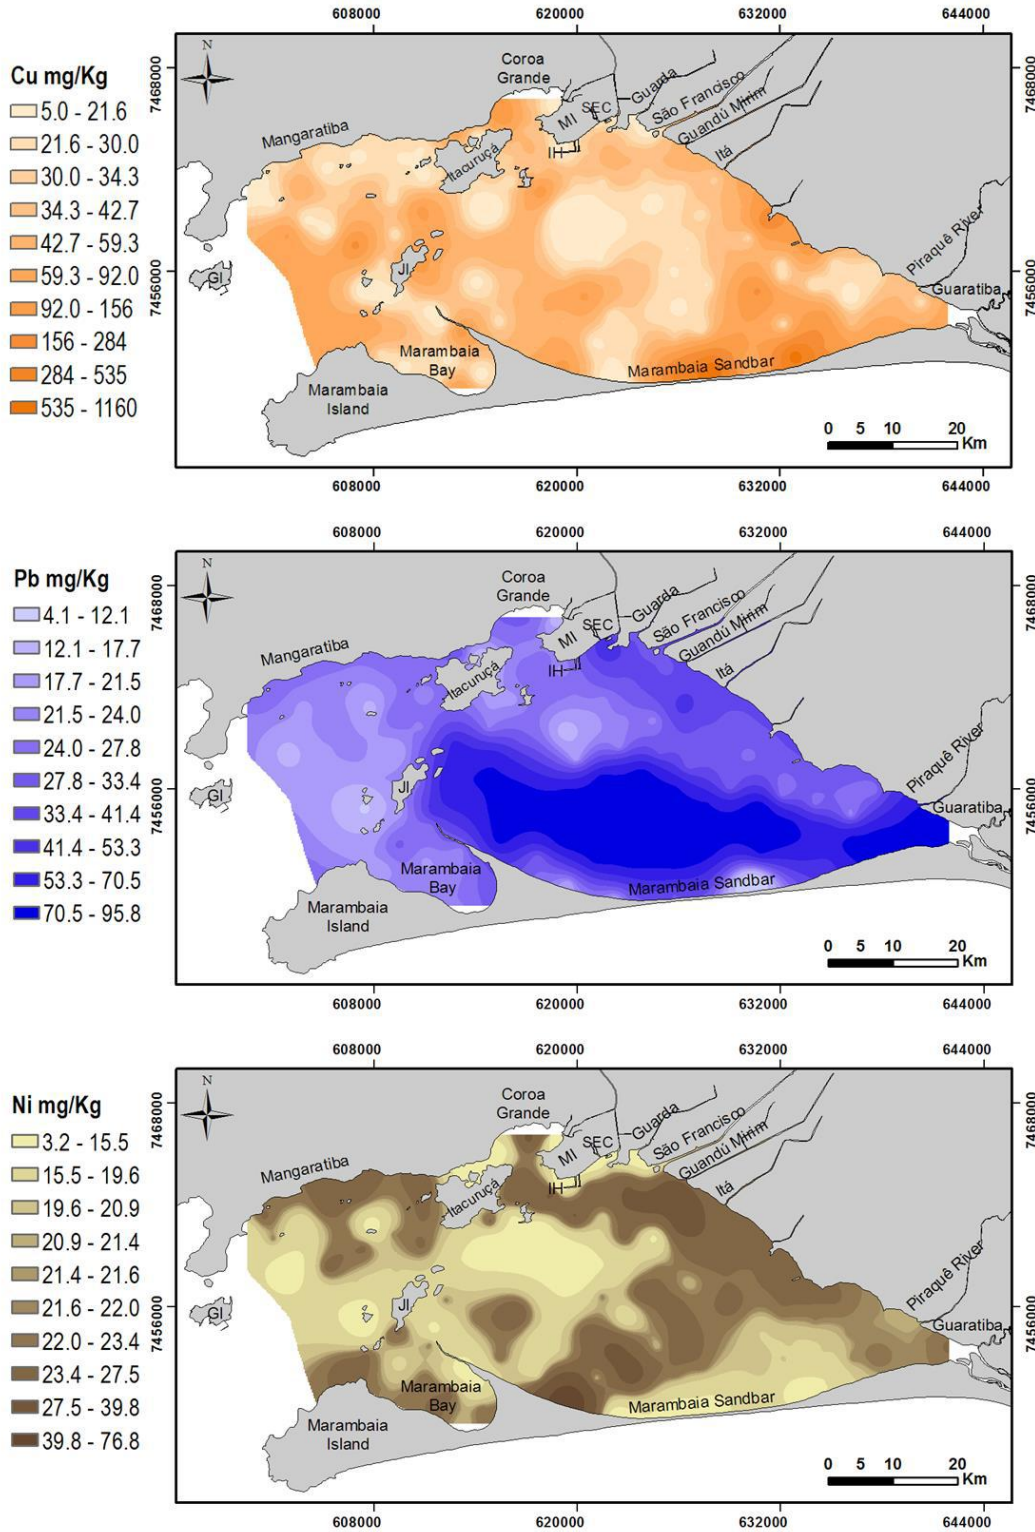 608000 620000 632000 644000
Cu mg/Kg
5.0 - 21.6
21.6 - 30.0
30.0 - 34.3
34.3 - 42.7
42.7 - 59.3
59.3 - 92.0
92.0 - 156
156 - 284
284 - 535
535 - 1160
7468000
7456000
N
Coroa
Grande
Mangaratiba
Itacuruçá
MI
SEC
IH
Guarda
São Francisco
Guandú Mirim
Itá
Piraquê River
Guaratiba
GI
JI
Marambaia
Bay
Marambaia Sandbar
Marambaia
Island
7468000
7456000
0 5 10 20
Km
608000 620000 632000 644000
608000 620000 632000 644000
Pb mg/Kg
4.1 - 12.1
12.1 - 17.7
17.7 - 21.5
21.5 - 24.0
24.0 - 27.8
27.8 - 33.4
33.4 - 41.4
41.4 - 53.3
53.3 - 70.5
70.5 - 95.8
7468000
7456000
N
Coroa
Grande
Mangaratiba
Itacuruçá
MI
SEC
IH
Guarda
São Francisco
Guandú Mirim
Itá
Piraquê River
Guaratiba
GI
JI
Marambaia
Bay
Marambaia Sandbar
Marambaia
Island
7468000
7456000
0 5 10 20
Km
608000 620000 632000 644000
608000 620000 632000 644000
Ni mg/Kg
3.2 - 15.5
15.5 - 19.6
19.6 - 20.9
20.9 - 21.4
21.4 - 21.6
21.6 - 22.0
22.0 - 23.4
23.4 - 27.5
27.5 - 39.8
39.8 - 76.8
7468000
7456000
N
Coroa
Grande
Mangaratiba
Itacuruçá
MI
SEC
IH
Guarda
São Francisco
Guandú Mirim
Itá
Piraquê River
Guaratiba
GI
JI
Marambaia
Bay
Marambaia Sandbar
Marambaia
Island
7468000
7456000
0 5 10 20
Km
608000 620000 632000 644000